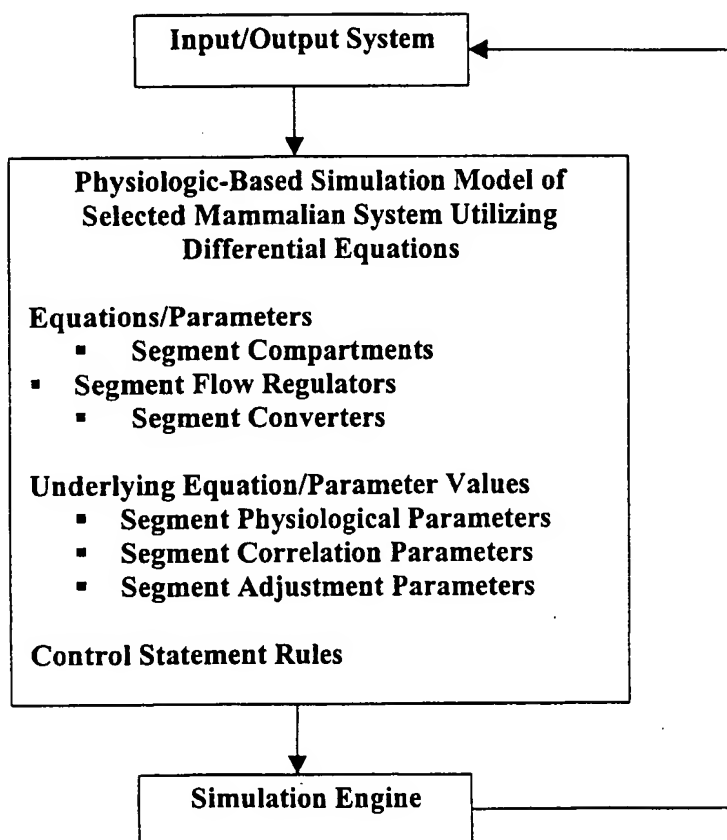 Input/Output System
Physiologic-Based Simulation Model of
Selected Mammalian System Utilizing
Differential Equations
Equations/Parameters
▪ Segment Compartments
▪ Segment Flow Regulators
▪ Segment Converters
Underlying Equation/Parameter Values
▪ Segment Physiological Parameters
▪ Segment Correlation Parameters
▪ Segment Adjustment Parameters
Control Statement Rules
Simulation Engine